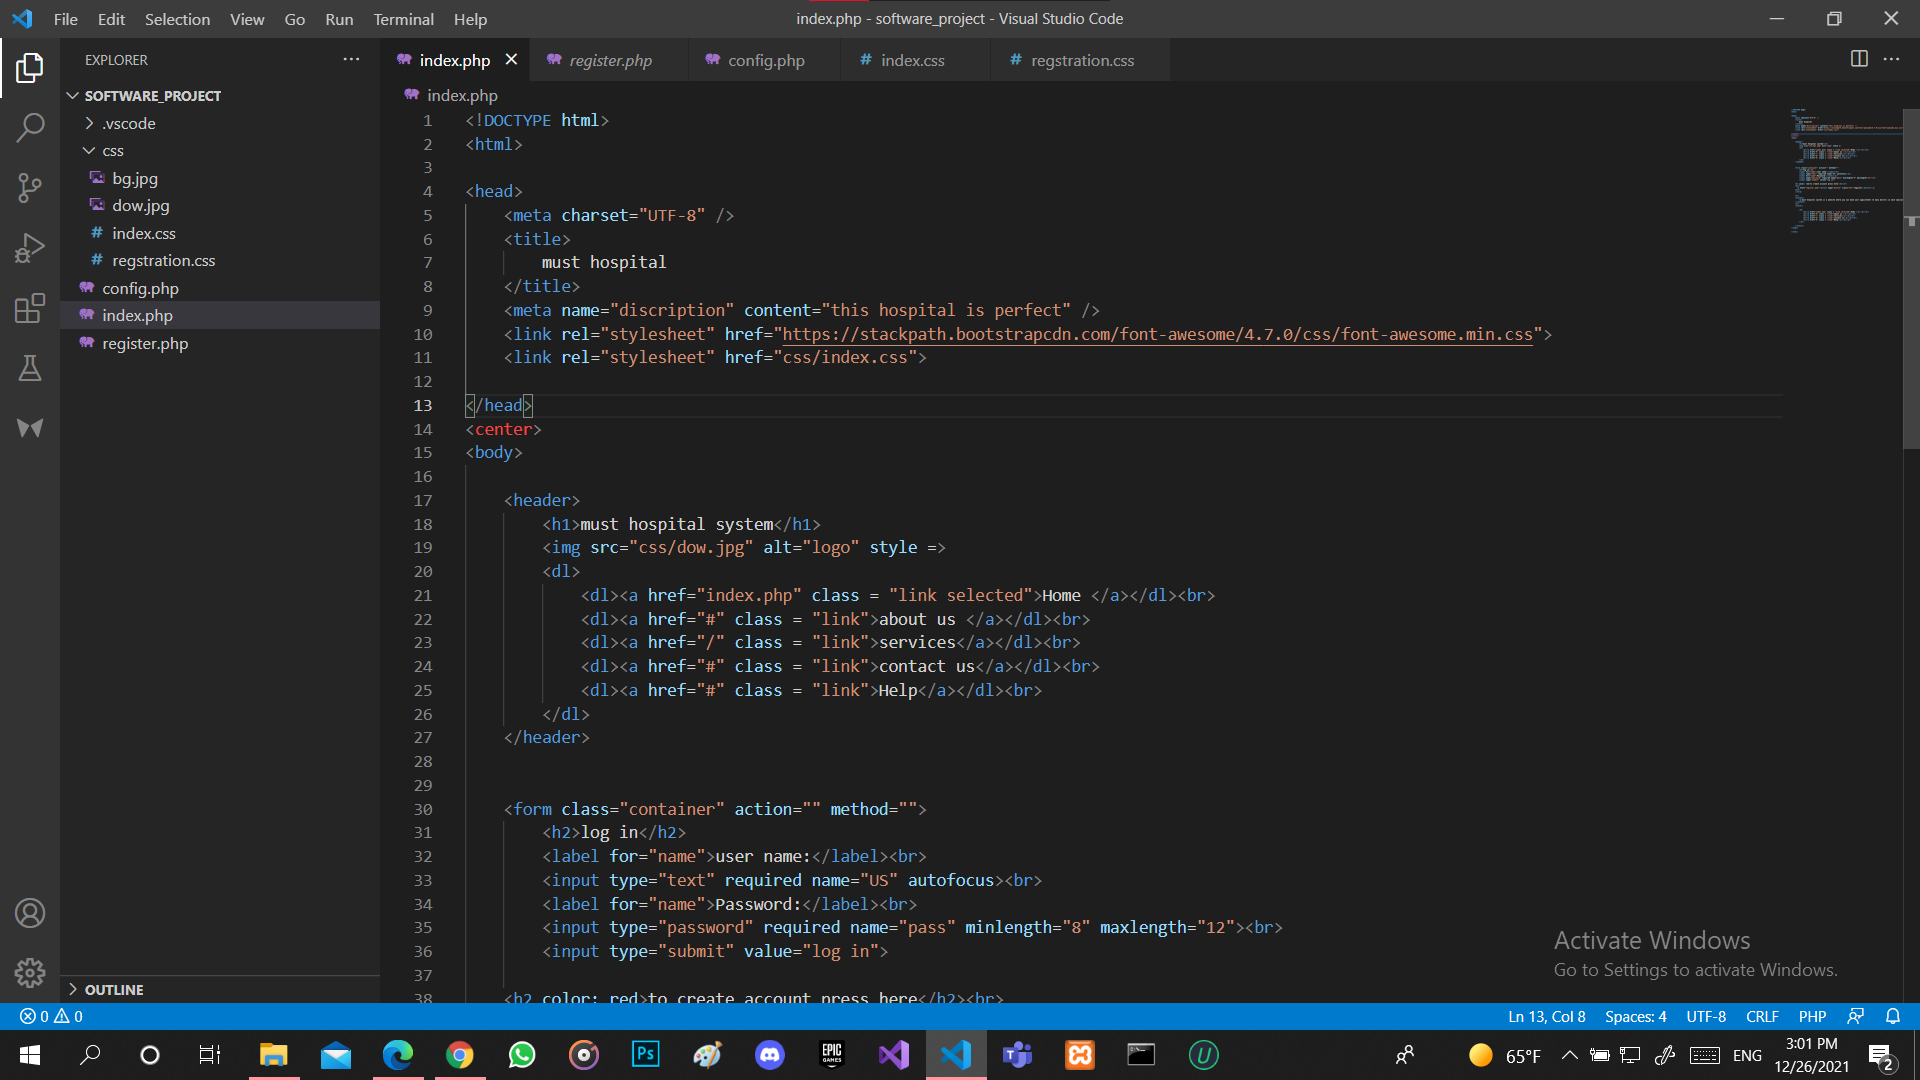 File Edit Selection View Go Run Terminal Help
index.php - software_project - Visual Studio Code
EXPLORER
index.php
register.php
config.php
# index.css
# regstration.css
SOFTWARE_PROJECT
.vscode
css
bg.jpg
dow.jpg
# index.css
# regstration.css
config.php
index.php
register.php
OUTLINE
index.php
1 <!DOCTYPE html>
2 <html>
3
4 <head>
5 <meta charset="UTF-8" />
6 <title>
7 must hospital
8 </title>
9 <meta name="discription" content="this hospital is perfect" />
10 <link rel="stylesheet" href="https://stackpath.bootstrapcdn.com/font-awesome/4.7.0/css/font-awesome.min.css">
11 <link rel="stylesheet" href="css/index.css">
12
13 </head>
14 <center>
15 <body>
16
17 <header>
18 <h1>must hospital system</h1>
19 <img src="css/dow.jpg" alt="logo" style =>
20 <dl>
21 <dl><a href="index.php" class = "link selected">Home </a></dl><br>
22 <dl><a href="#" class = "link">about us </a></dl><br>
23 <dl><a href="/" class = "link">services</a></dl><br>
24 <dl><a href="#" class = "link">contact us</a></dl><br>
25 <dl><a href="#" class = "link">Help</a></dl><br>
26 </dl>
27 </header>
28
29
30 <form class="container" action="" method="">
31 <h2>log in</h2>
32 <label for="name">user name:</label><br>
33 <input type="text" required name="US" autofocus><br>
34 <label for="name">Password:</label><br>
35 <input type="password" required name="pass" minlength="8" maxlength="12"><br>
36 <input type="submit" value="log in">
37
38 <h2 color: red>to create account press here</h2><br>
Activate Windows
Go to Settings to activate Windows.
0 0
Ln 13, Col 8 Spaces: 4 UTF-8 CRLF PHP
Ps
EPIC GAMES
65°F
ENG
3:01 PM
12/26/2021
2